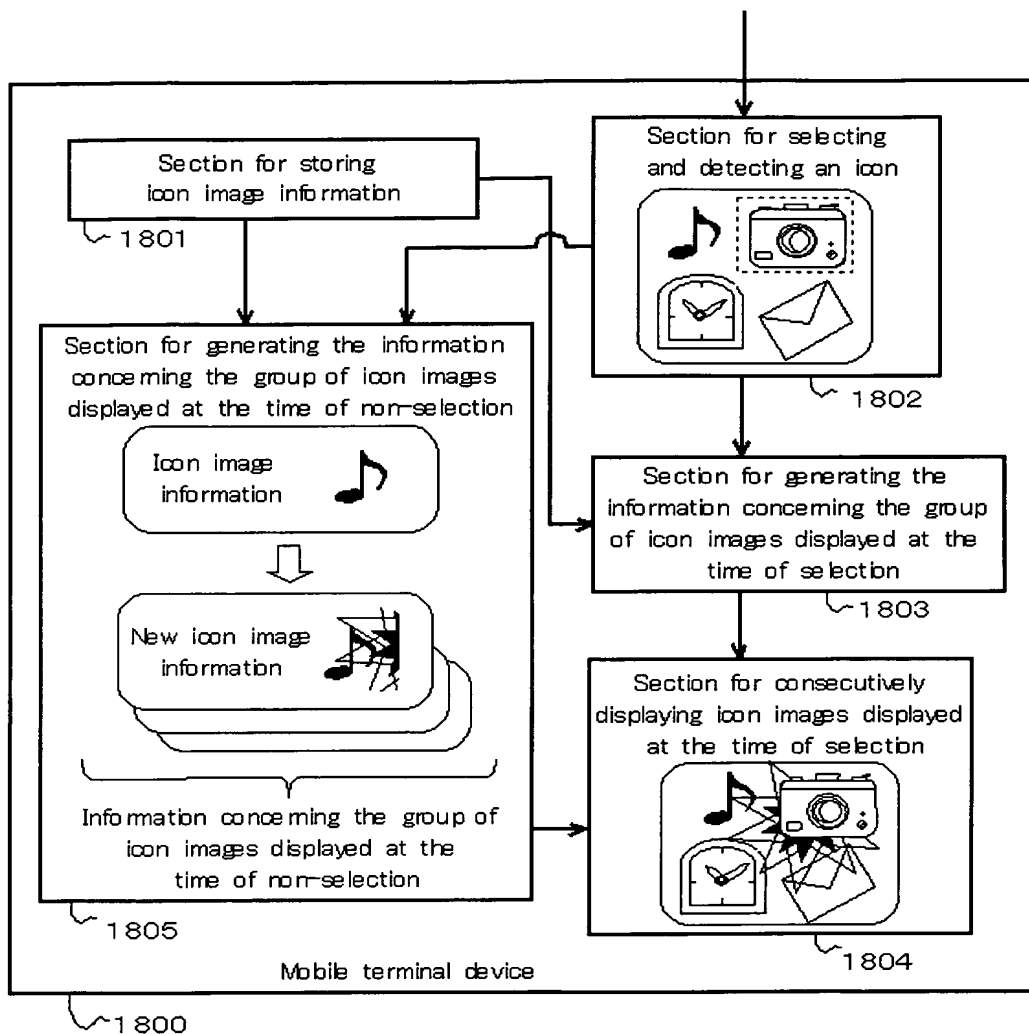 Section for storing
icon image information
1801
Section for selecting
and detecting an icon
1802
Section for generating the information
concerning the group of icon images
displayed at the time of non-selection
Icon image
information
New icon image
information
Information concerning the group of
icon images displayed at the
time of non-selection
1805
Section for generating the
information concerning the group
of icon images displayed at the
time of selection
1803
Section for consecutively
displaying icon images displayed
at the time of selection
1804
Mobile terminal device
1800